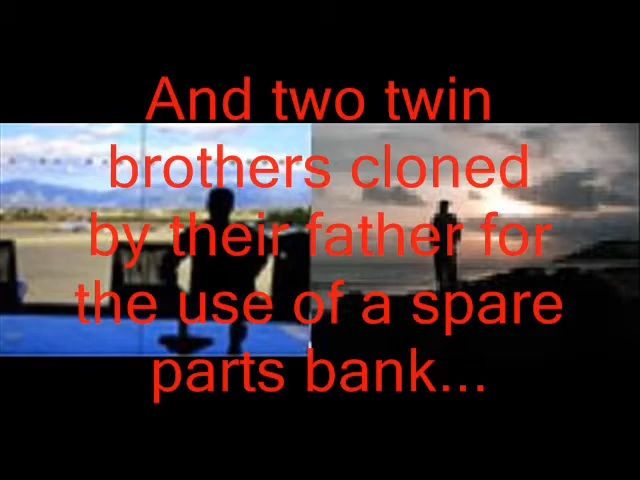 And two twin
brothers cloned
by their father for
the use of a spare
parts bank...